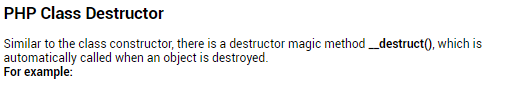 PHP Class Destructor
Similar to the class constructor, there is a destructor magic method __destruct(), which is
automatically called when an object is destroyed.
For example: